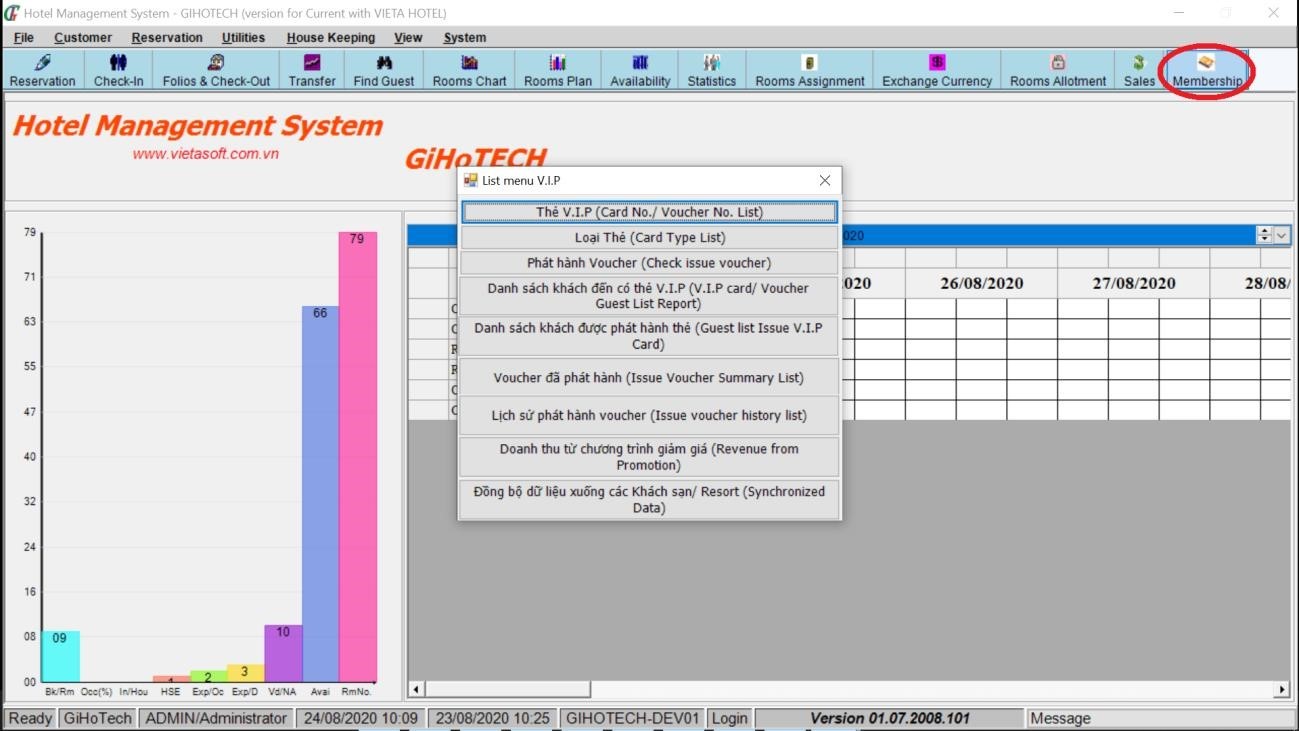 Hotel Management System - GIHOTECH (version for Current with VIETA HOTEL)
File Customer Reservation Utilities House Keeping View System
Reservation Check-In Folios & Check-Out Transfer Find Guest Rooms Chart Rooms Plan Availability Statistics Rooms Assignment Exchange Currency Rooms Allotment Sales Membership
Hotel Management System
www.vietasoft.com.vn
GiHoTECH
List menu V.I.P
Thẻ V.I.P (Card No./ Voucher No. List)
Loại Thẻ (Card Type List)
Phát hành Voucher (Check issue voucher)
Danh sách khách đến có thẻ V.I.P (V.I.P card/ Voucher
Guest List Report)
Danh sách khách được phát hành thẻ (Guest list Issue V.I.P
Card)
Voucher đã phát hành (Issue Voucher Summary List)
Lịch sử phát hành voucher (Issue voucher history list)
Doanh thu từ chương trình giảm giá (Revenue from
Promotion)
Đồng bộ dữ liệu xuống các Khách sạn/ Resort (Synchronized
Data)
020
020 26/08/2020 27/08/2020 28/08/
79
71
63
55
47
40
32
24
16
08
00
09
1
2
3
10
66
79
Bk/Rm Occ(%) In/Hou HSE Exp/Oc Exp/D Vd/NA Avai RmNo.
Ready GiHoTech ADMIN/Administrator 24/08/2020 10:09 23/08/2020 10:25 GIHOTECH-DEV01 Login Version 01.07.2008.101 Message